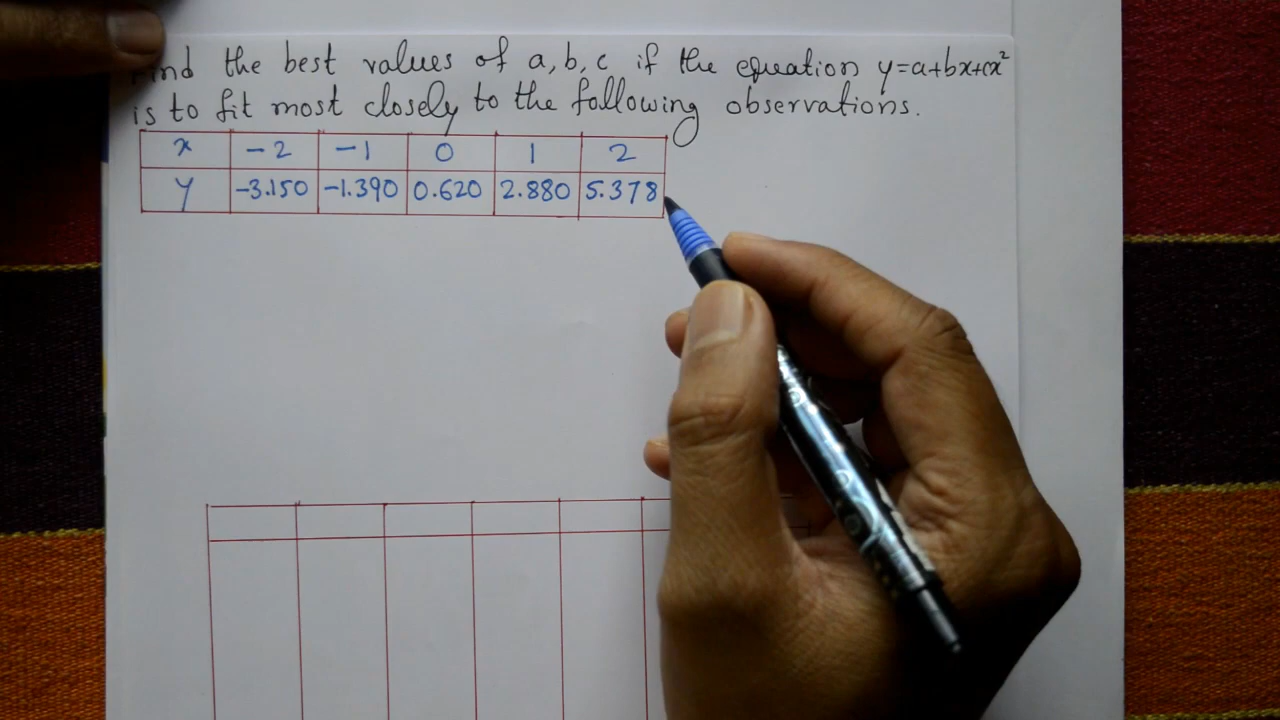 Find the best values of a, b, c if the equation y=a+bx+cx²
is to fit most closely to the following observations.
x -2 -1 0 1 2
y -3.150 -1.390 0.620 2.880 5.378